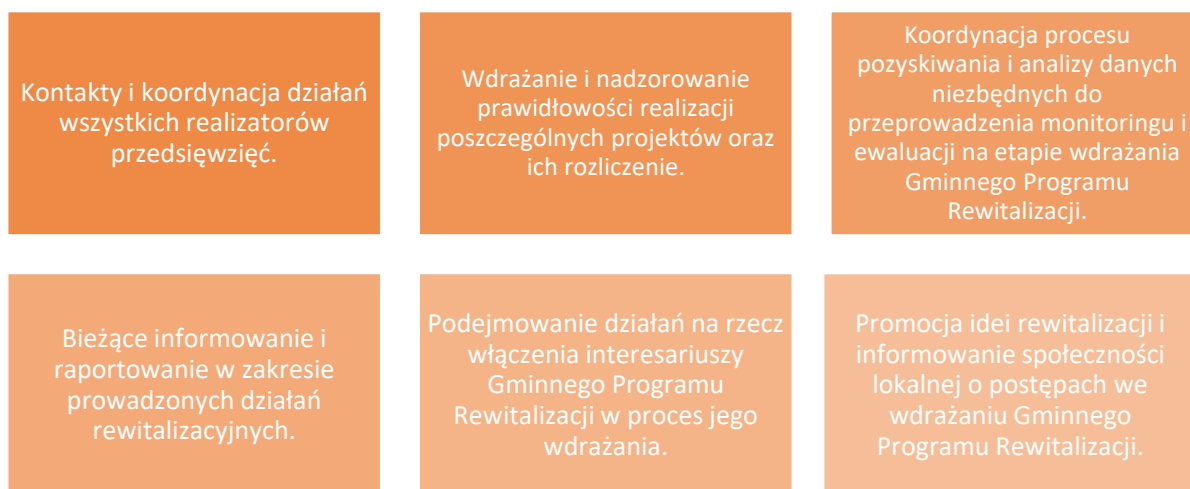 Kontakty i koordynacja działań
wszystkich realizatorów
przedsięwzięć.
Wdrażanie i nadzorowanie
prawidłowości realizacji
poszczególnych projektów oraz
ich rozliczenie.
Koordynacja procesu
pozyskiwania i analizy danych
niezbędnych do
przeprowadzenia monitoringu i
ewaluacji na etapie wdrażania
Gminnego Programu
Rewitalizacji.
Bieżące informowanie i
raportowanie w zakresie
prowadzonych działań
rewitalizacyjnych.
Podejmowanie działań na rzecz
włączenia interesariuszy
Gminnego Programu
Rewitalizacji w proces jego
wdrażania.
Promocja idei rewitalizacji i
informowanie społeczności
lokalnej o postępach we
wdrażaniu Gminnego
Programu Rewitalizacji.